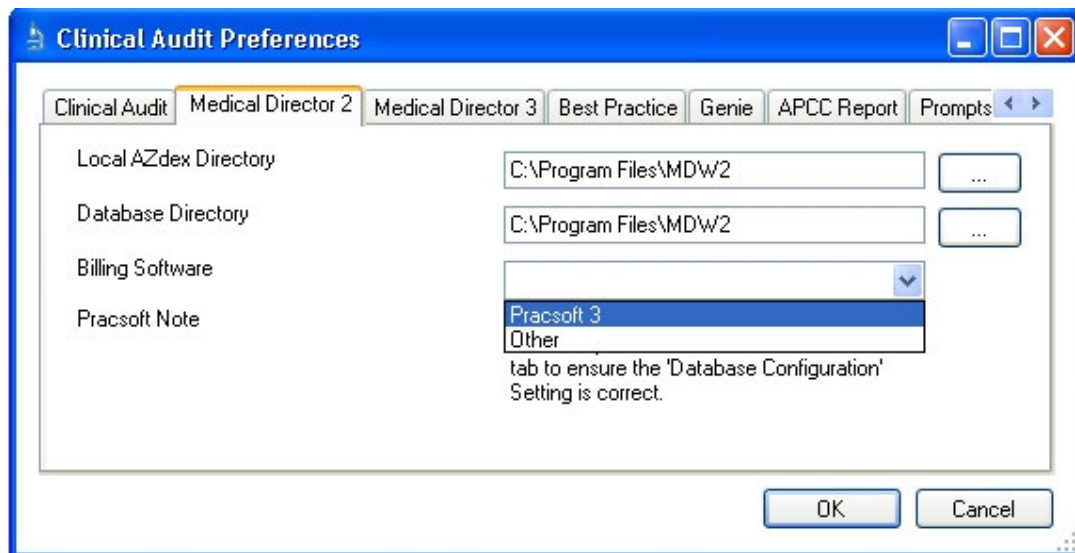 Clinical Audit Preferences
Clinical Audit Medical Director 2 Medical Director 3 Best Practice Genie APCC Report Prompts
Local AZdex Directory C:\Program Files\MDW2 ...
Database Directory C:\Program Files\MDW2 ...
Billing Software
Pracsoft Note Pracsoft 3
Other
tab to ensure the 'Database Configuration'
Setting is correct.
OK Cancel